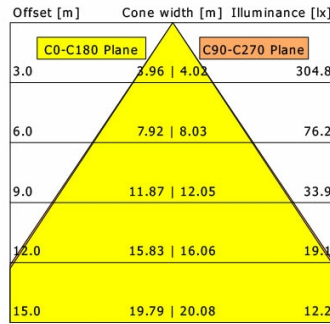 Offset [m] Cone width [m] Illuminance [lx]
C0-C180 Plane C90-C270 Plane
3.0 3.96 | 4.02 304.8
6.0 7.92 | 8.03 76.2
9.0 11.87 | 12.05 33.9
12.0 15.83 | 16.06 19.1
15.0 19.79 | 20.08 12.2